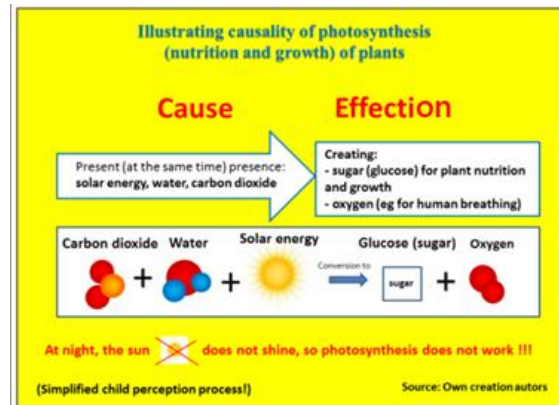 Illustrating causality of photosynthesis
(nutrition and growth) of plants
Cause
Effection
Present (at the same time) presence:
solar energy, water, carbon dioxide
Creating:
- sugar (glucose) for plant nutrition
and growth
- oxygen (eg for human breathing)
Carbon dioxide
Water
Solar energy
Glucose (sugar)
Oxygen
+
+
Conversion to
sugar
+
At night, the sun does not shine, so photosynthesis does not work !!!
(Simplified child perception process!)
Source: Own creation autors